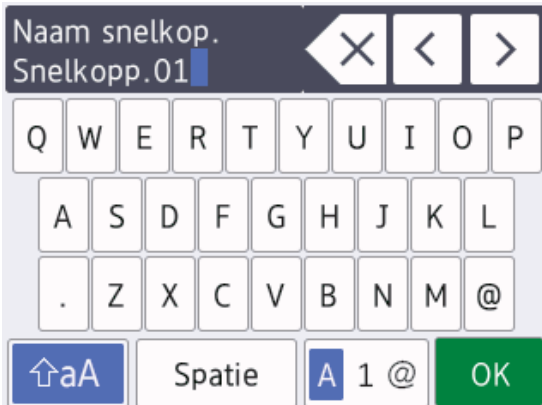 Naam snelkop.
Snelkopp.01
Q W E R T Y U I O P
A S D F G H J K L
. Z X C V B N M @
aA Spatie A 1 @ OK